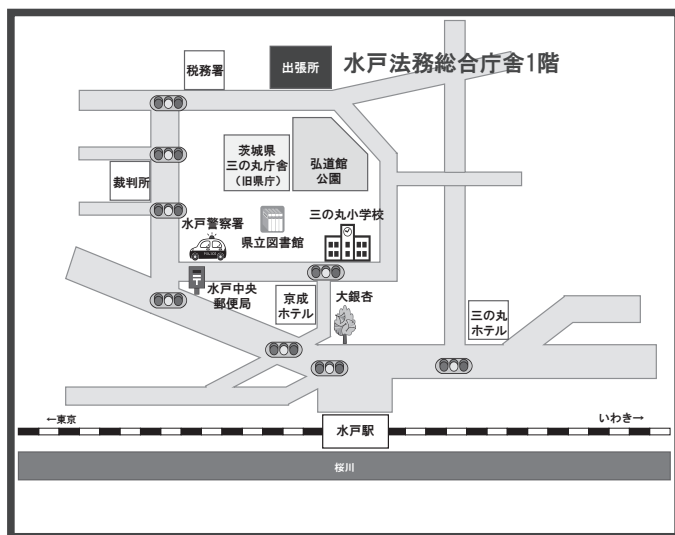 税務署
出張所
水戸法務総合庁舎1階
茨城県
三の丸庁舎
（旧県庁）
弘道館
公園
裁判所
水戸警察署
県立図書館
三の丸小学校
水戸中央
郵便局
京成
ホテル
大銀杏
三の丸
ホテル
←東京
いわき→
水戸駅
桜川